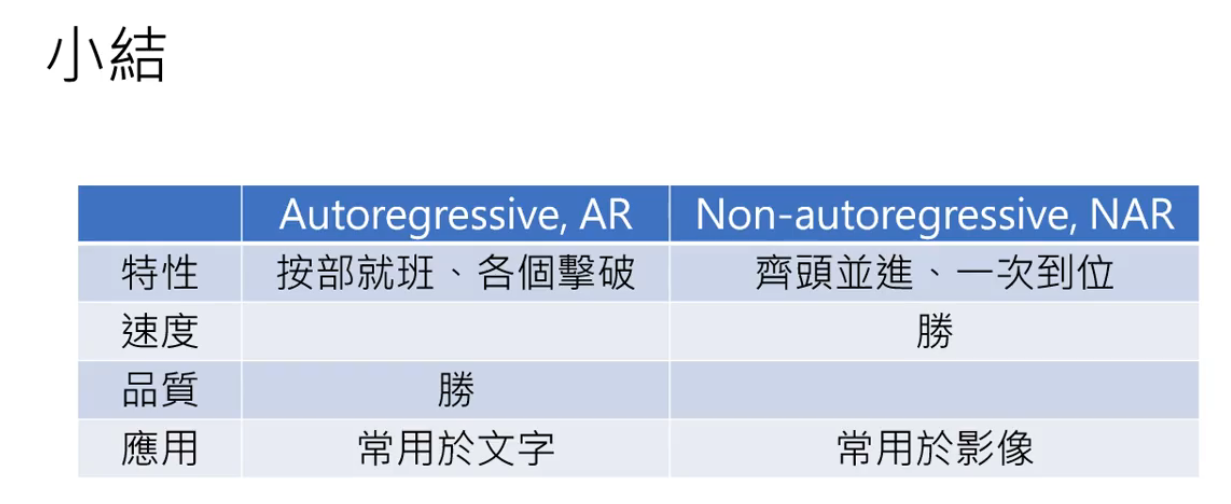 小結
Autoregressive, AR Non-autoregressive, NAR
特性 按部就班、各個擊破 齊頭並進、一次到位
速度 勝
品質 勝
應用 常用於文字 常用於影像